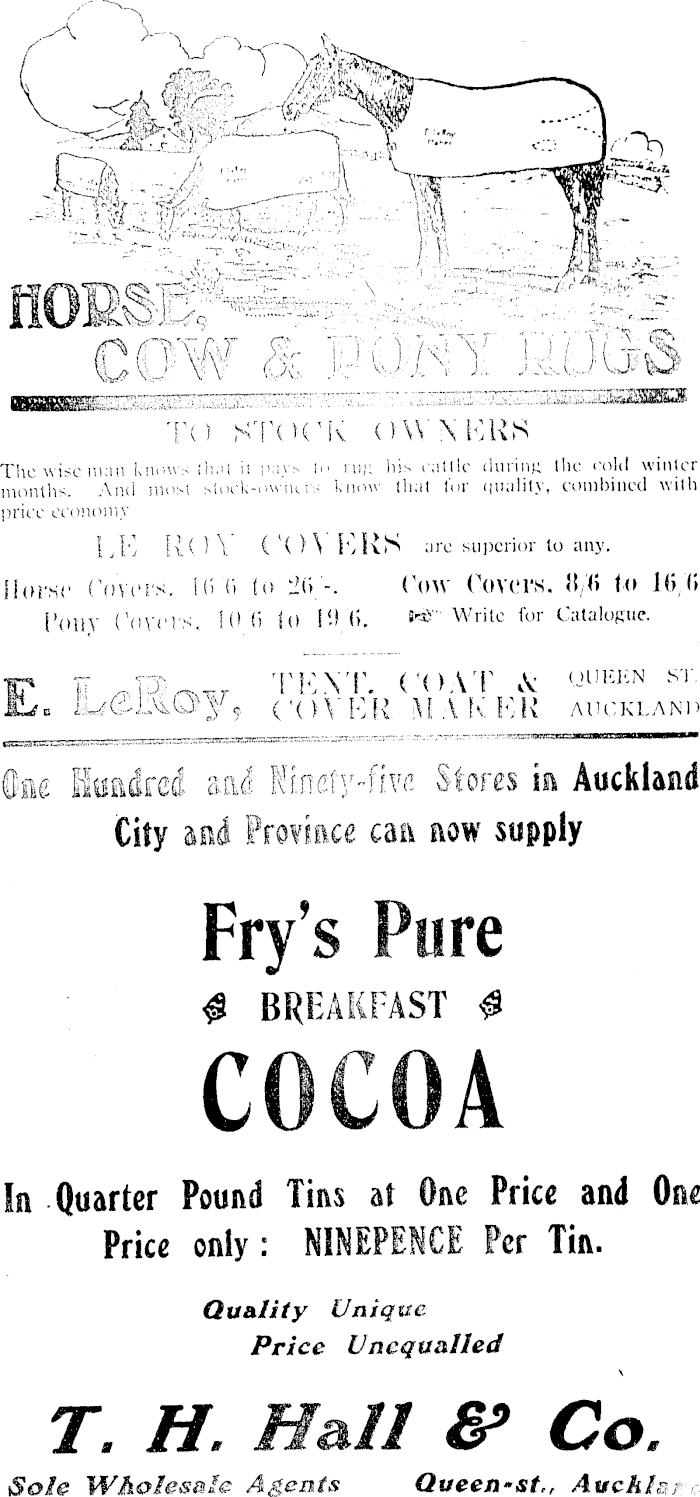 E LeRoy
Maker
HORSE,
COW & PONY RUGS
TO STOCK OWNERS
The wise man knows that it pays to rug his cattle during the cold winter
months. And most stock-owners know that for quality, combined with
price economy
LE ROY COVERS are superior to any.
Horse Covers, 16/6 to 26/-. Cow Covers, 8/6 to 16/6
Pony Covers, 10/6 to 19/6. ☞ Write for Catalogue.
E. LeRoy, TENT, COAT & QUEEN ST.
COVER MAKER AUCKLAND
One Hundred and Ninety-five Stores in Auckland
City and Province can now supply
Fry's Pure
BREAKFAST
COCOA
In Quarter Pound Tins at One Price and One
Price only: NINEPENCE Per Tin.
Quality Unique
Price Unequalled
T. H. Hall & Co.
Sole Wholesale Agents Queen-st., Auckland